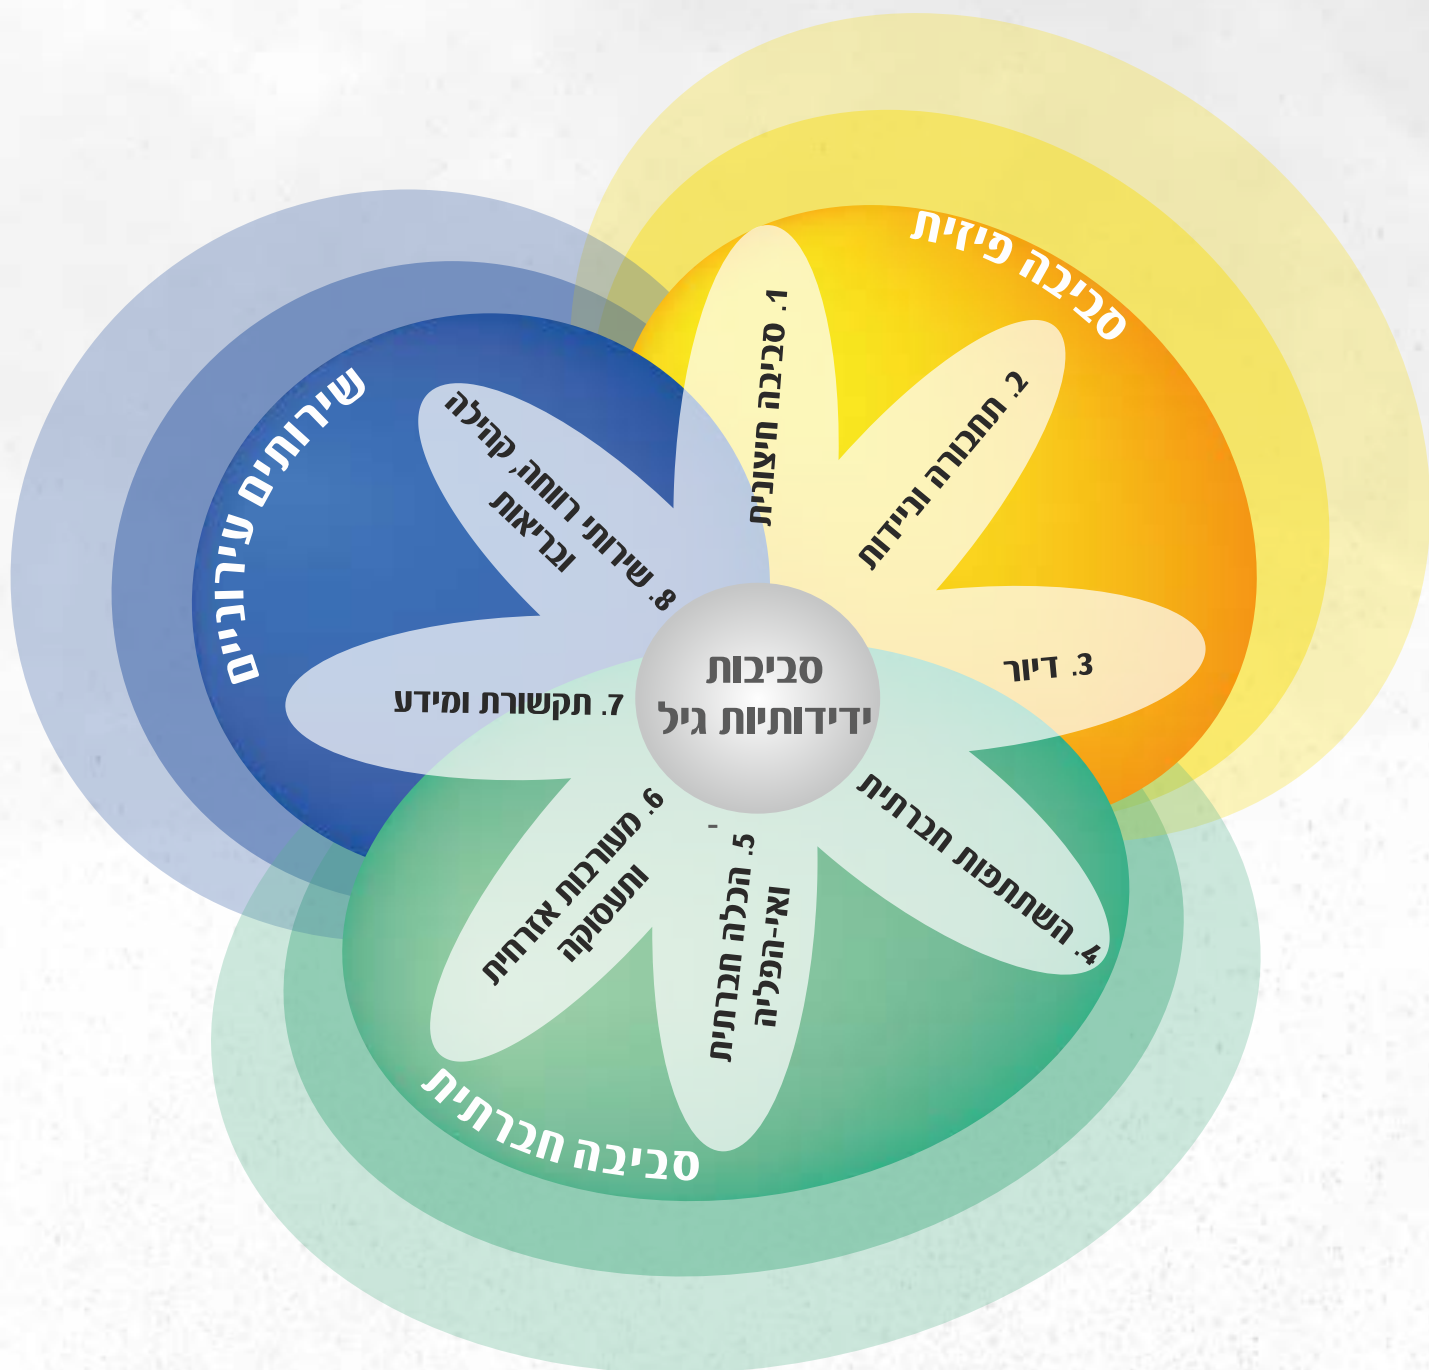 סביבה פיזית
1. סביבה חיצונית
2. תחבורה וניידות
3. דיור
סביבות
ידידותיות גיל
4. השתתפות חברתית
5. הכלה חברתית
ואי-הפליה
6. מעורבות אזרחית
ותעסוקה
סביבה חברתית
7. תקשורת ומידע
8. שירותי רווחה, קהילה
ובריאות
שירותים עירוניים